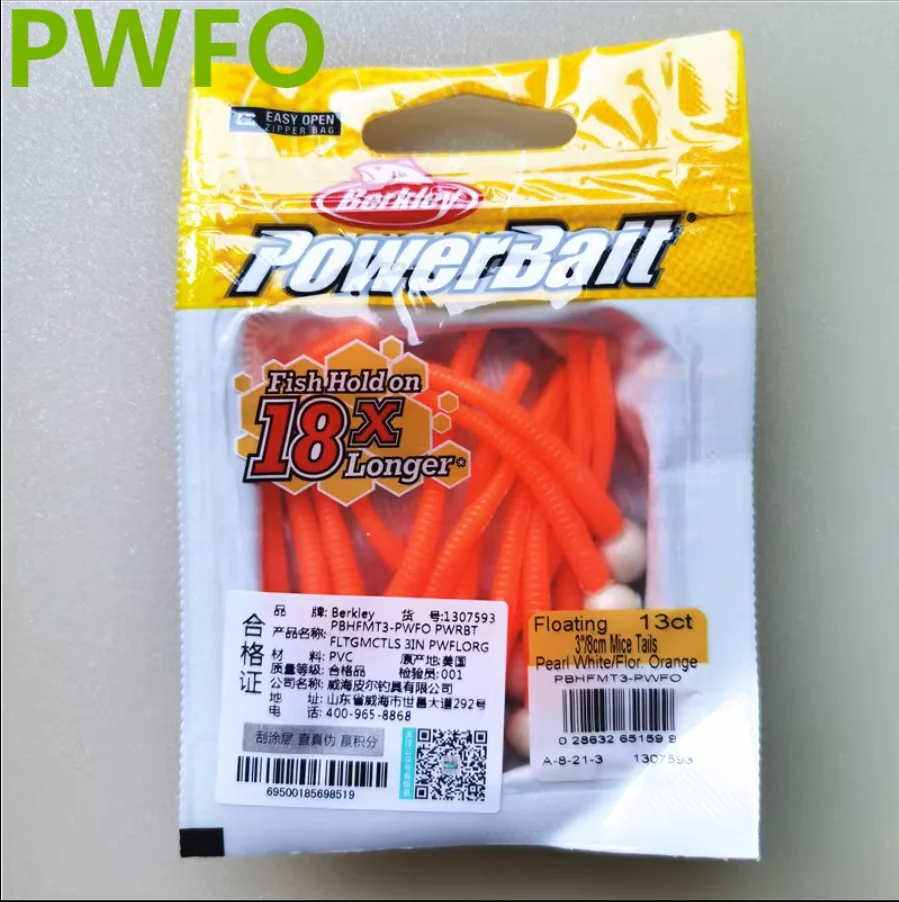 PWFO
EASY OPEN
ZIPPER BAG
Berkley
PowerBait
Fish Hold on
18X
Longer*
合格证
品 牌: Berkley 货 号:1307593
产品名称: PBHFMT3-PWFO PWRBT
FLTGMCTLS 3IN PWFLORG
材 料: PVC 原产地:美国
质量等级: 合格品 检验员: 001
公司名称: 威海皮尔钓具有限公司
地 址: 山东省威海市世昌大道292号
电 话: 400-965-8868
刮涂层 查真伪 赢积分
69500185698519
Floating 13ct
3"/8cm Mice Tails
Pearl White/Flor. Orange
PBHFMT3-PWFO
0 28632 65159 9
A-8-21-3 1307593